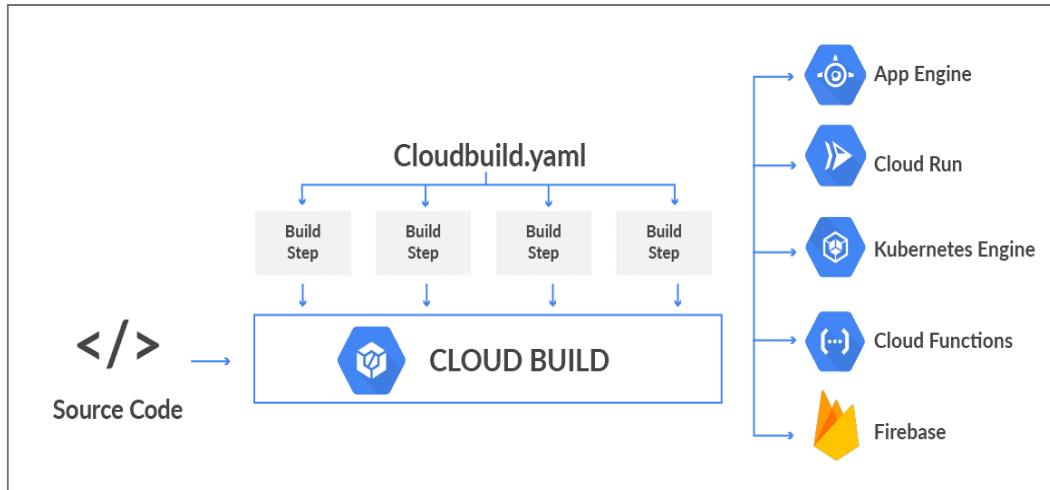 Cloudbuild.yaml
Build
Step
Build
Step
Build
Step
Build
Step
</>
Source Code
CLOUD BUILD
App Engine
Cloud Run
Kubernetes Engine
Cloud Functions
Firebase